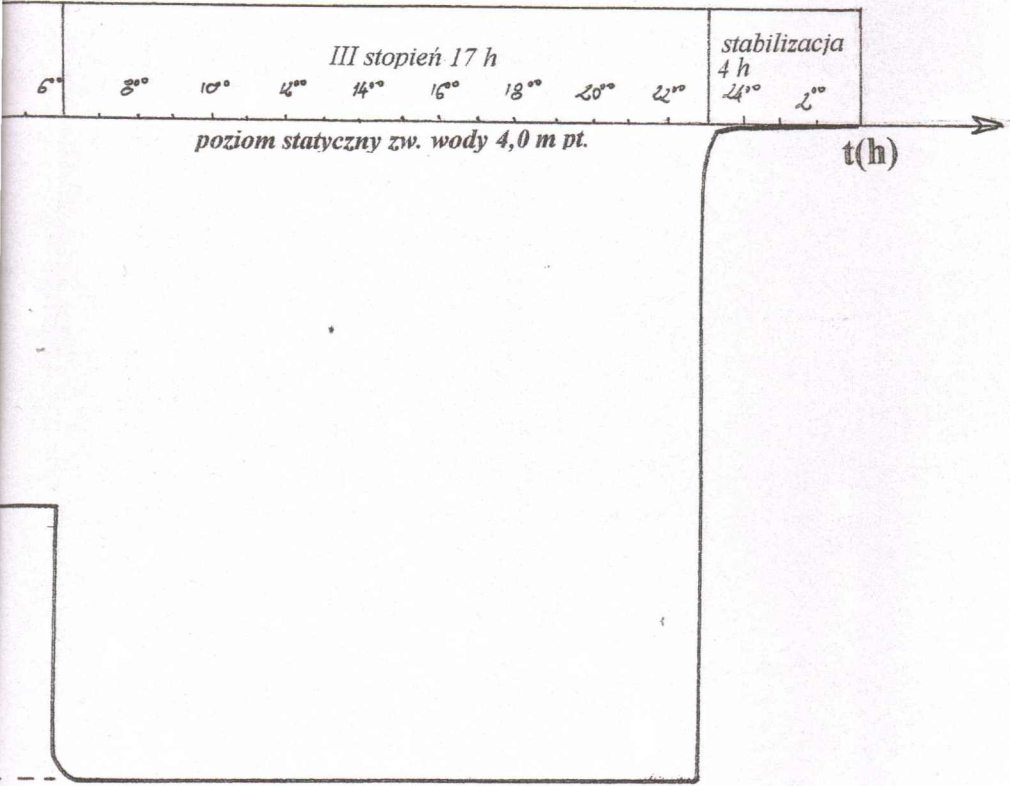 III stopień 17 h
stabilizacja
4 h
6⁰⁰ 8⁰⁰ 10⁰⁰ 12⁰⁰ 14⁰⁰ 16⁰⁰ 18⁰⁰ 20⁰⁰ 22⁰⁰ 24⁰⁰ 2⁰⁰
poziom statyczny zw. wody 4,0 m pt.
t(h)